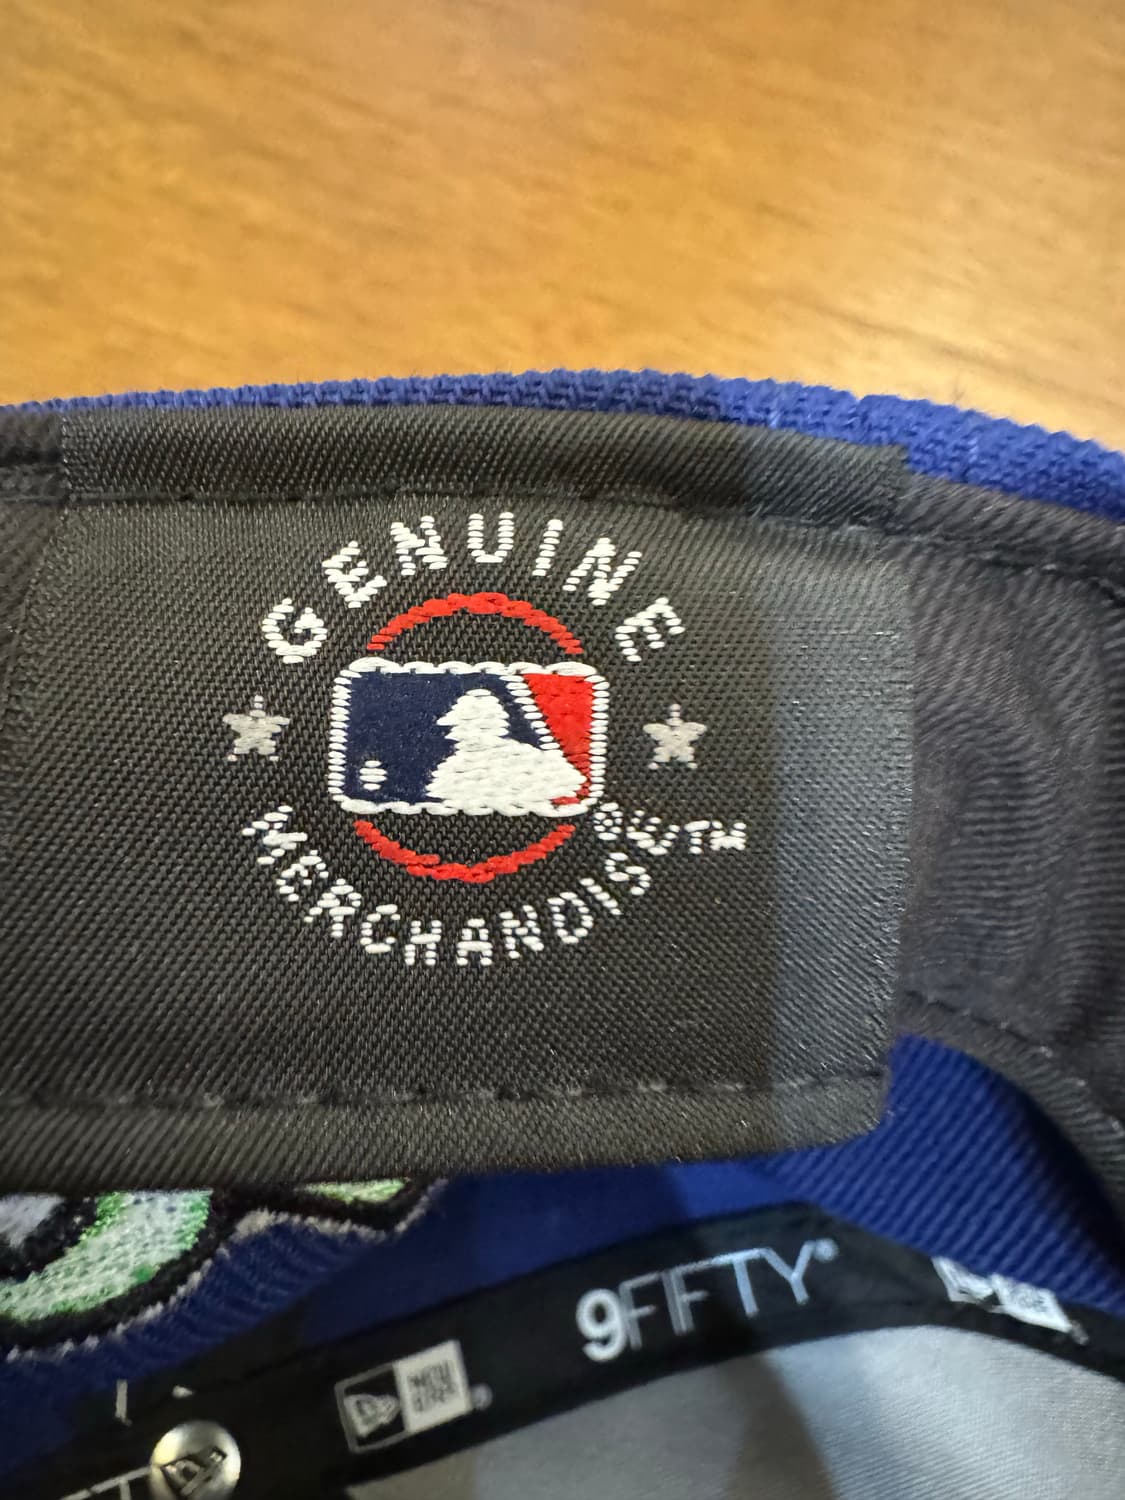 GENUINE
MERCHANDISE™
9FIFTY®
NEW ERA®